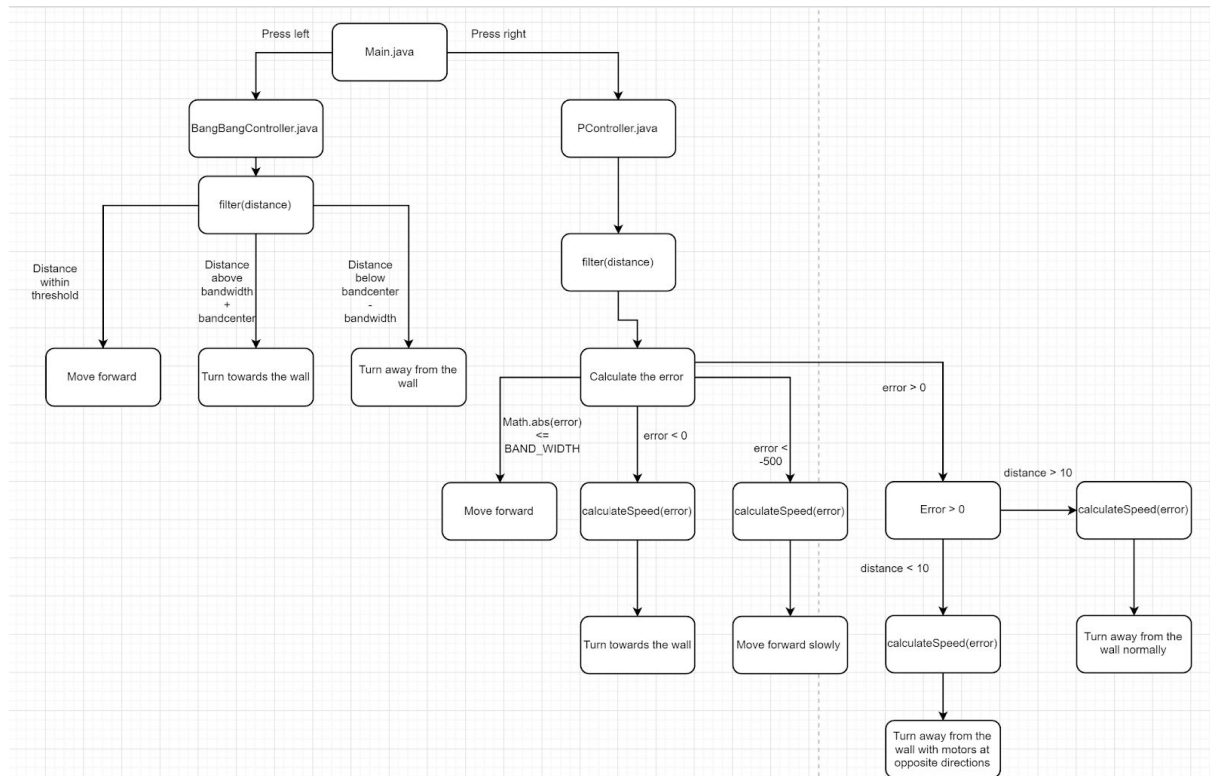 Press left
Main.java
Press right
BangBangController.java
PController.java
filter(distance)
filter(distance)
Distance
within
threshold
Distance
above
bandwidth
+
bandcenter
Distance
below
bandcenter
-
bandwidth
Move forward
Turn towards the wall
Turn away from the
wall
Calculate the error
error > 0
Math.abs(error)
<=
BAND_WIDTH
error < 0
error <
-500
distance > 10
Move forward
calculateSpeed(error)
calculateSpeed(error)
Error > 0
calculateSpeed(error)
distance < 10
Turn towards the wall
Move forward slowly
calculateSpeed(error)
Turn away from the
wall normally
Turn away from the
wall with motors at
opposite directions